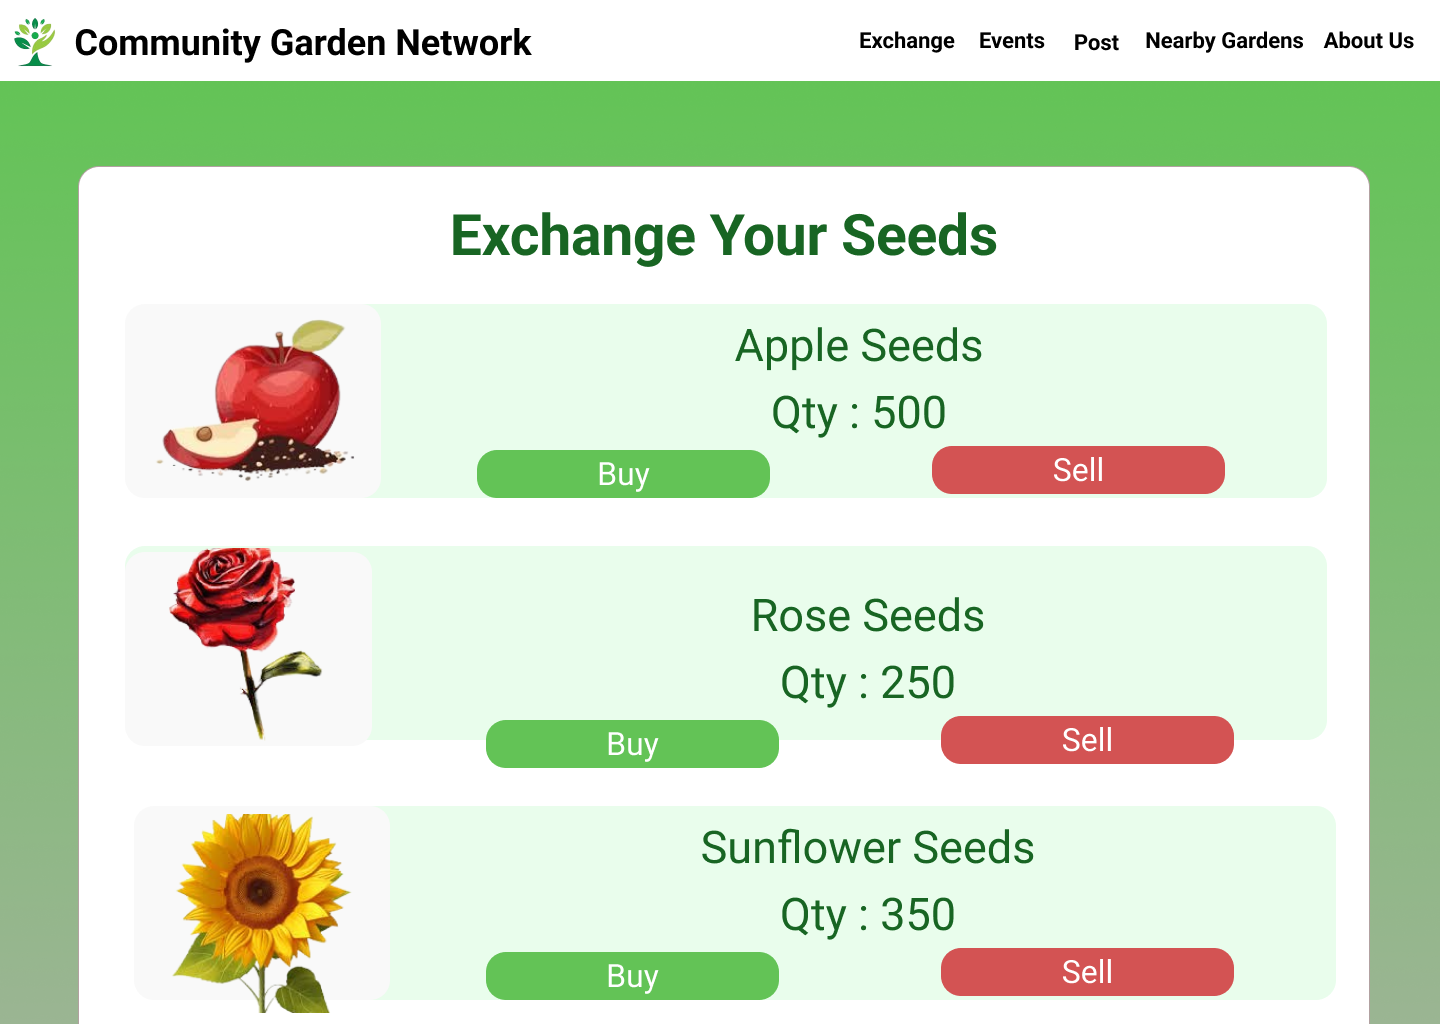 Community Garden Network
Exchange Events Post Nearby Gardens About Us
Exchange Your Seeds
Apple Seeds
Qty : 500
Buy Sell
Rose Seeds
Qty : 250
Buy Sell
Sunflower Seeds
Qty : 350
Buy Sell